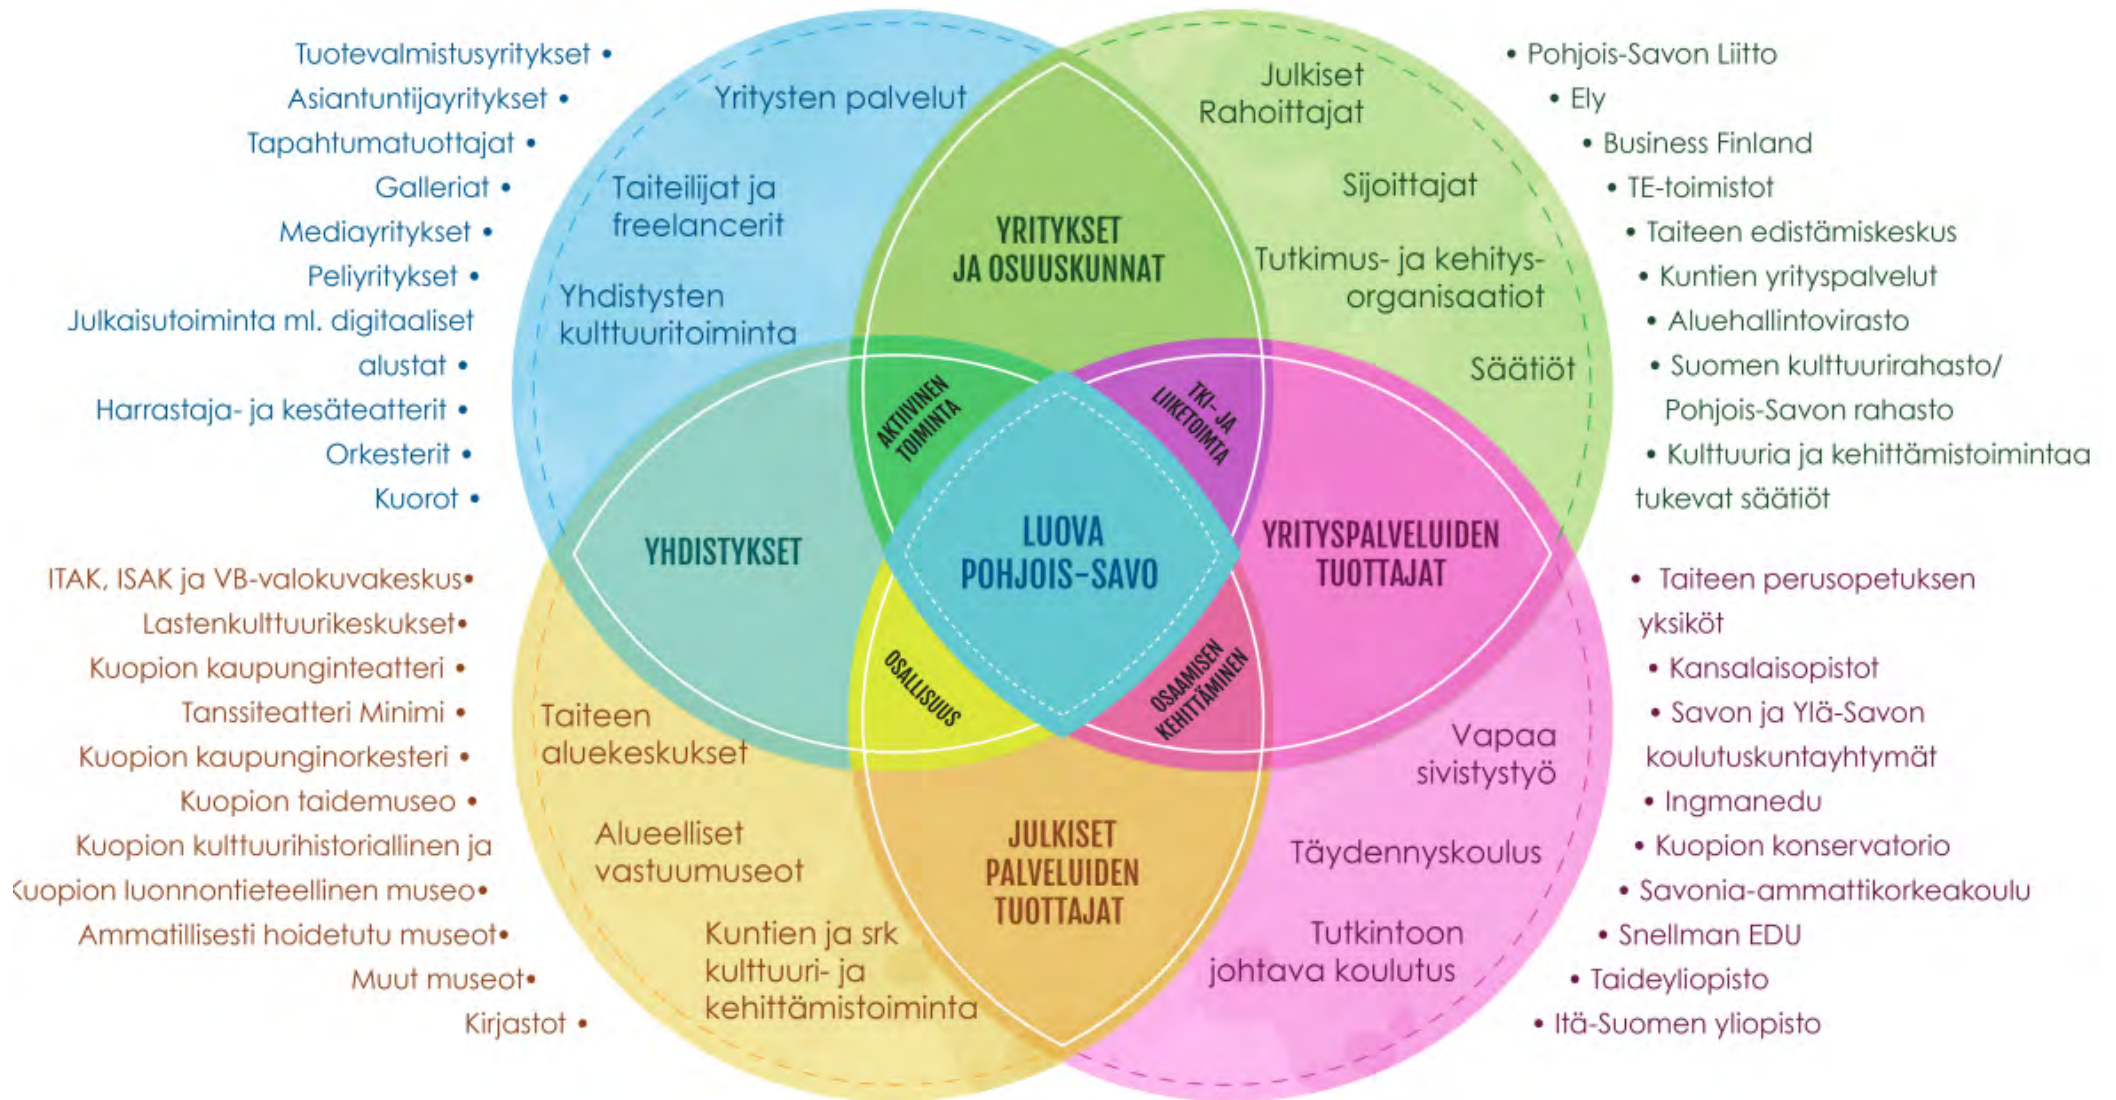 Tuotevalmistusyritykset •
Asiantuntijayritykset •
Tapahtumatuottajat •
Galleriat •
Mediayritykset •
Peliyritykset •
Julkaisutoiminta ml. digitaaliset
alustat •
Harrastaja- ja kesäteatterit •
Orkesterit •
Kuorot •
ITAK, ISAK ja VB-valokuvakeskus•
Lastenkulttuurikeskukset•
Kuopion kaupunginteatteri •
Tanssiteatteri Minimi •
Kuopion kaupunginorkesteri •
Kuopion taidemuseo •
Kuopion kulttuurihistoriallinen ja
Kuopion luonnontieteellinen museo•
Ammatillisesti hoidetutu museot•
Muut museot•
Kirjastot •
Yritysten palvelut
Taiteilijat ja
freelancerit
Yhdistysten
kulttuuritoiminta
Julkiset
Rahoittajat
Sijoittajat
Tutkimus- ja kehitys-
organisaatiot
Säätiöt
YRITYKSET
JA OSUUSKUNNAT
AKTIIVINEN
TOIMINTA
TKI- JA
LIIKETOIMTA
YHDISTYKSET
LUOVA
POHJOIS-SAVO
YRITYSPALVELUIDEN
TUOTTAJAT
OSALLISUUS
OSAAMISEN
KEHITTÄMINEN
JULKISET
PALVELUIDEN
TUOTTAJAT
Taiteen
aluekeskukset
Alueelliset
vastuumuseot
Kuntien ja srk
kulttuuri- ja
kehittämistoiminta
Vapaa
sivistystyö
Täydennyskoulus
Tutkintoon
johtava koulutus
• Pohjois-Savon Liitto
• Ely
• Business Finland
• TE-toimistot
• Taiteen edistämiskeskus
• Kuntien yrityspalvelut
• Aluehallintovirasto
• Suomen kulttuurirahasto/
Pohjois-Savon rahasto
• Kulttuuria ja kehittämistoimintaa
tukevat säätiöt
• Taiteen perusopetuksen
yksiköt
• Kansalaisopistot
• Savon ja Ylä-Savon
koulutuskuntayhtymät
• Ingmanedu
• Kuopion konservatorio
• Savonia-ammattikorkeakoulu
• Snellman EDU
• Taideyliopisto
• Itä-Suomen yliopisto